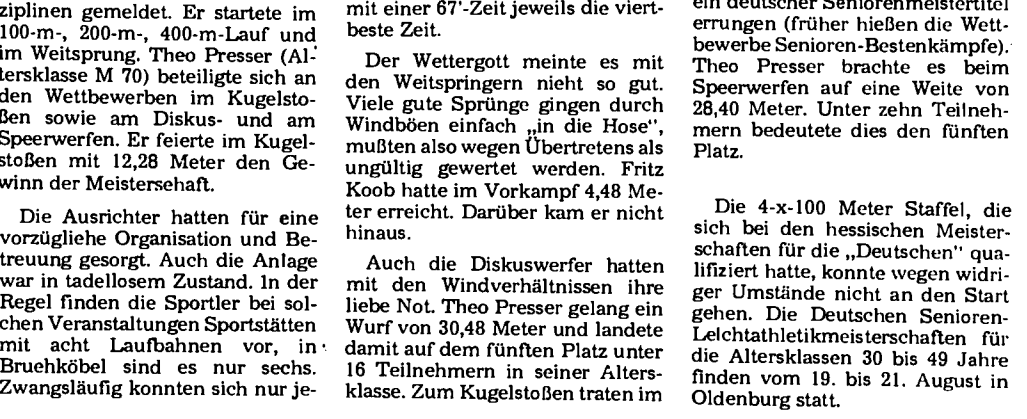 ziplinen gemeldet. Er startete im
100-m-, 200-m-, 400-m-Lauf und
im Weitsprung. Theo Presser (Al-
tersklasse M 70) beteiligte sich an
den Wettbewerben im Kugelsto-
ßen sowie am Diskus- und am
Speerwerfen. Er feierte im Kugel-
stoßen mit 12,28 Meter den Ge-
winn der Meistersehaft.
Die Ausrichter hatten für eine
vorzügliehe Organisation und Be-
treuung gesorgt. Auch die Anlage
war in tadellosem Zustand. In der
Regel finden die Sportler bei sol-
chen Veranstaltungen Sportstätten
mit acht Laufbahnen vor, in
Bruehköbel sind es nur sechs.
Zwangsläufig konnten sich nur je-
mit einer 67'-Zeit jeweils die viert-
beste Zeit.
Der Wettergott meinte es mit
den Weitspringern nieht so gut.
Viele gute Sprünge gingen durch
Windböen einfach „in die Hose",
mußten also wegen Übertretens als
ungültig gewertet werden. Fritz
Koob hatte im Vorkampf 4,48 Me-
ter erreicht. Darüber kam er nicht
hinaus.
Auch die Diskuswerfer hatten
mit den Windverhältnissen ihre
liebe Not. Theo Presser gelang ein
Wurf von 30,48 Meter und landete
damit auf dem fünften Platz unter
16 Teilnehmern in seiner Alters-
klasse. Zum Kugelstoßen traten im
ein deutscher Seniorenmeistertitel
errungen (früher hießen die Wett-
bewerbe Senioren-Bestenkämpfe).
Theo Presser brachte es beim
Speerwerfen auf eine Weite von
28,40 Meter. Unter zehn Teilneh-
mern bedeutete dies den fünften
Platz.
Die 4-x-100 Meter Staffel, die
sich bei den hessischen Meister-
schaften für die „Deutschen" qua-
lifiziert hatte, konnte wegen widri-
ger Umstände nicht an den Start
gehen. Die Deutschen Senioren-
Leichtathletikmeisterschaften für
die Altersklassen 30 bis 49 Jahre
finden vom 19. bis 21. August in
Oldenburg statt.